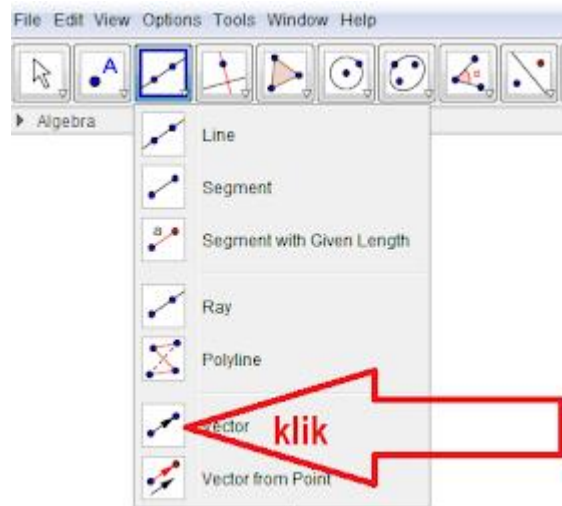 File Edit View Options Tools Window Help
A
α
Algebra
Line
Segment
a
Segment with Given Length
Ray
Polyline
Vector
klik
Vector from Point